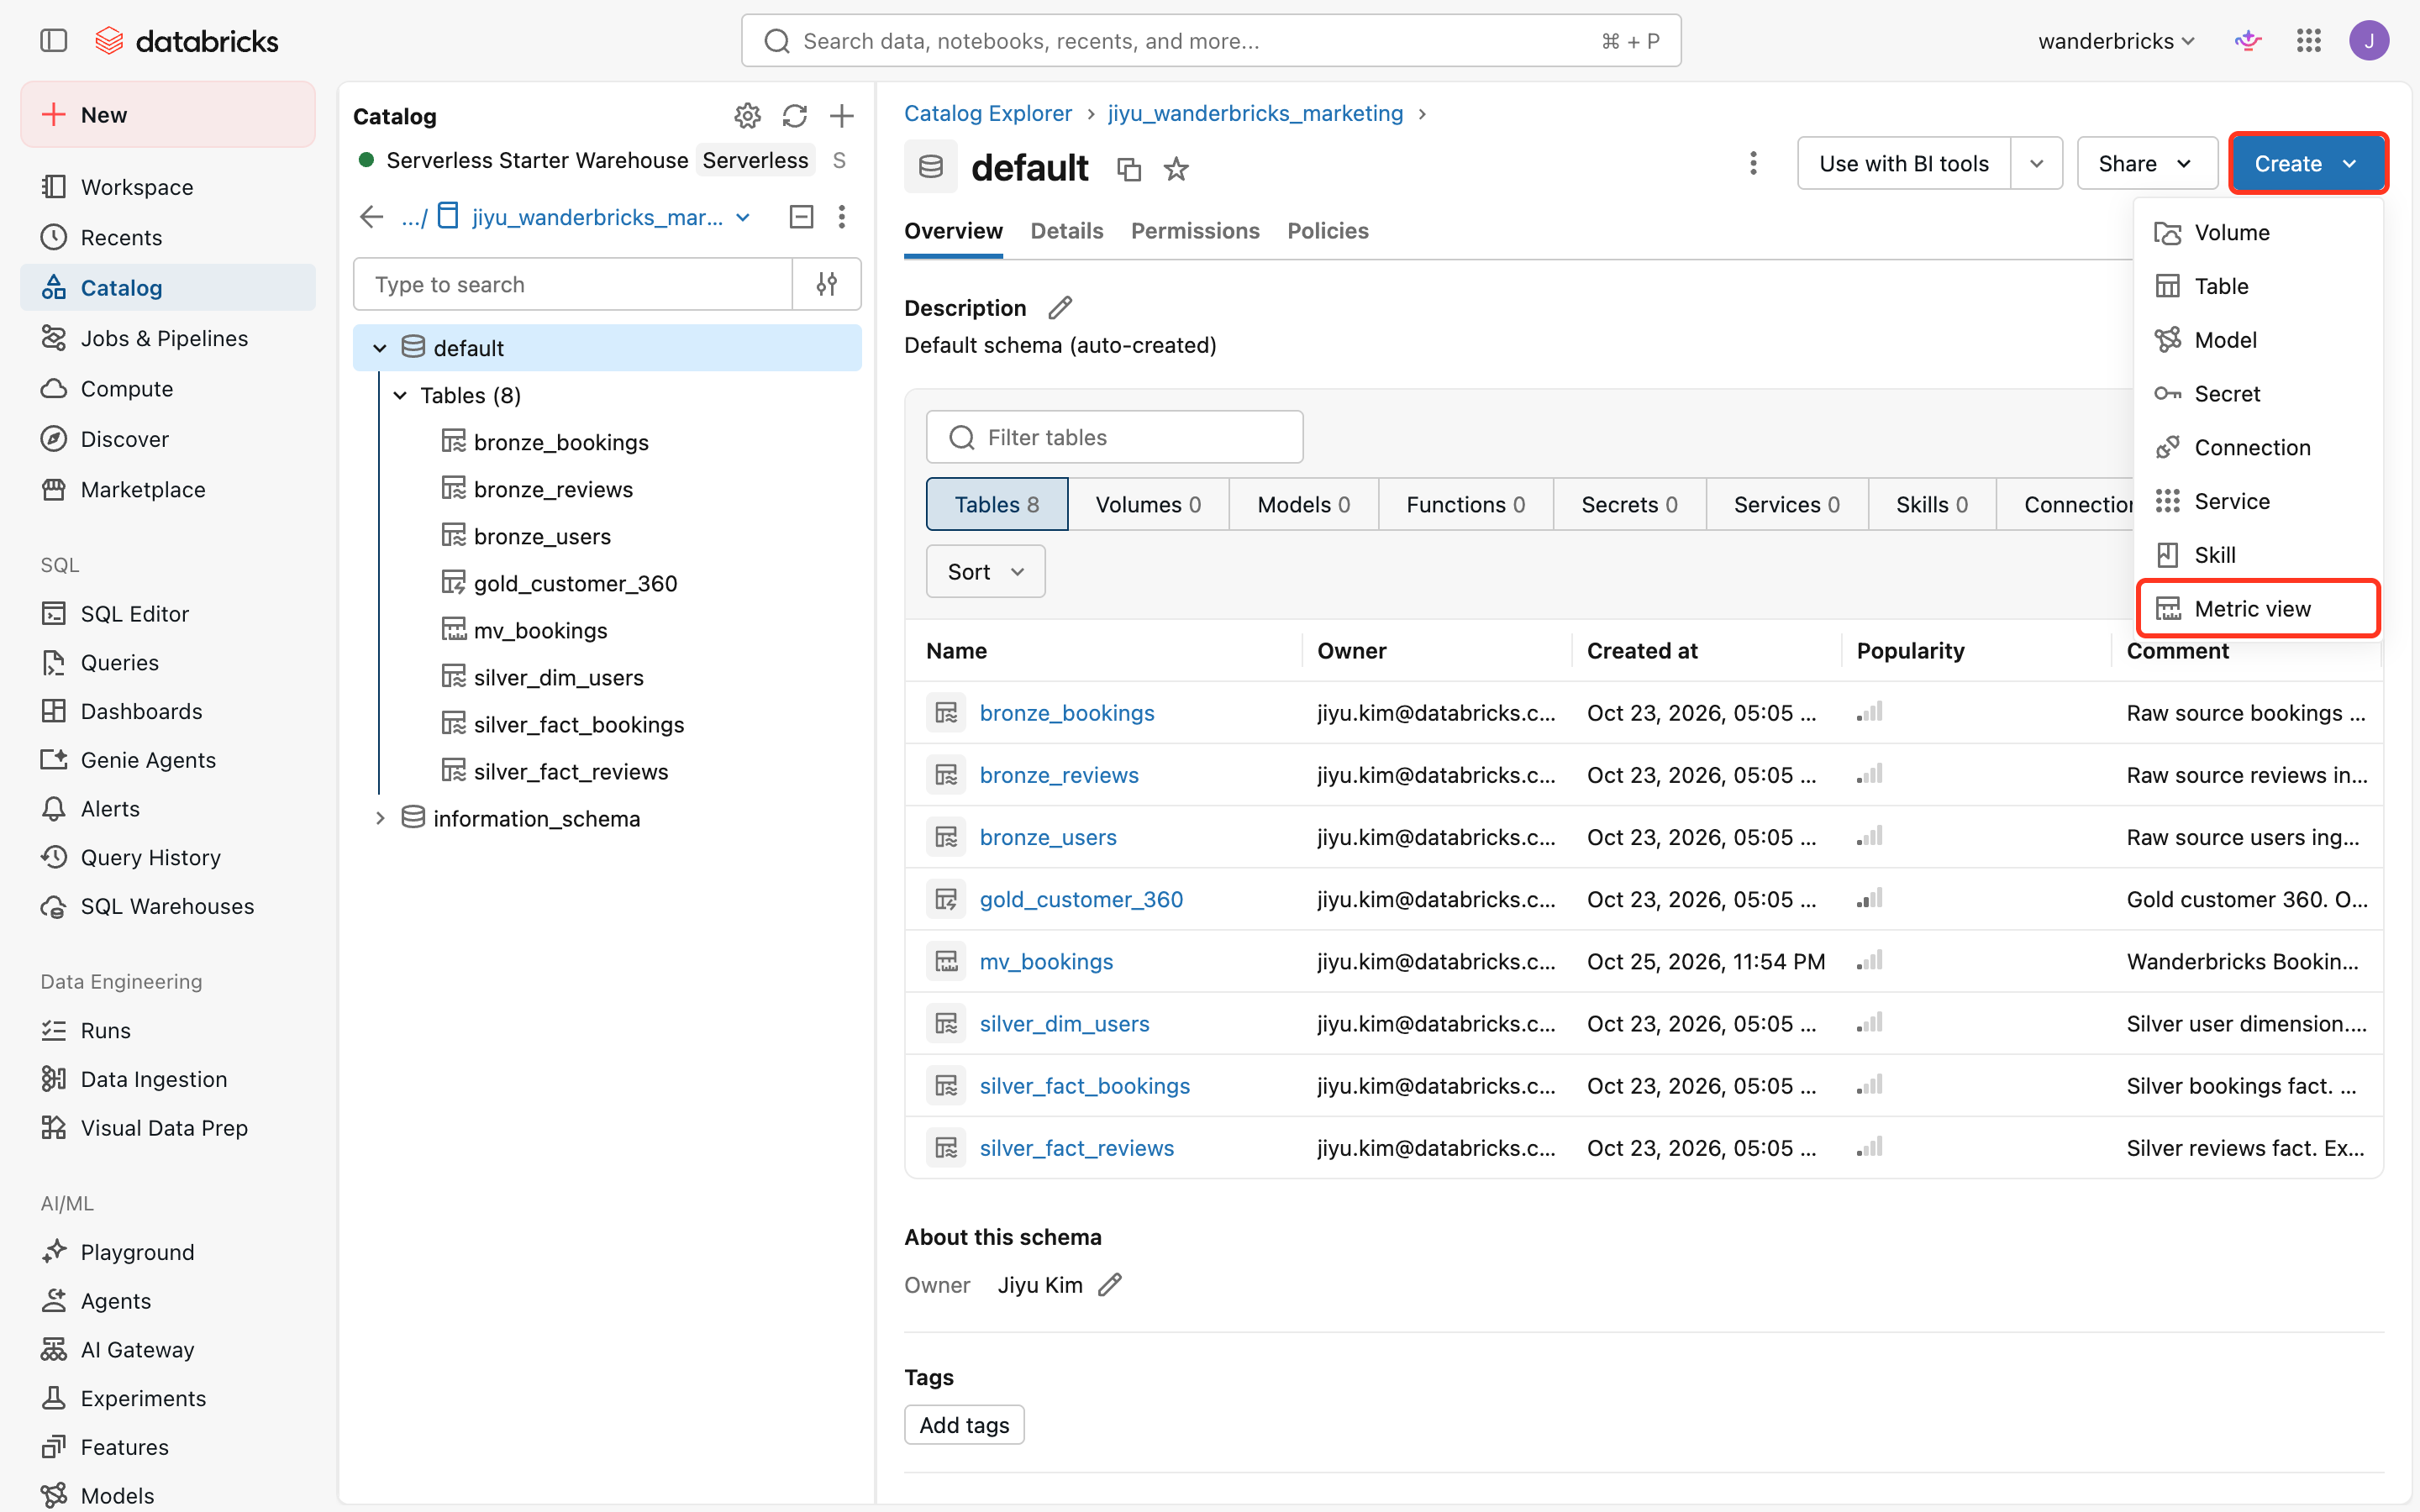 databricks
Search data, notebooks, recents, and more...
⌘ + P
wanderbricks
J
New
Workspace
Recents
Catalog
Jobs & Pipelines
Compute
Discover
Marketplace
SQL
SQL Editor
Queries
Dashboards
Genie Agents
Alerts
Query History
SQL Warehouses
Data Engineering
Runs
Data Ingestion
Visual Data Prep
AI/ML
Playground
Agents
AI Gateway
Experiments
Features
Models
Catalog
Serverless Starter Warehouse Serverless S
.../ jiyu_wanderbricks_mar...
Type to search
default
Tables (8)
bronze_bookings
bronze_reviews
bronze_users
gold_customer_360
mv_bookings
silver_dim_users
silver_fact_bookings
silver_fact_reviews
information_schema
Catalog Explorer › jiyu_wanderbricks_marketing ›
default
Use with BI tools
Share
Create
Volume
Table
Model
Secret
Connection
Service
Skill
Metric view
Overview Details Permissions Policies
Description
Default schema (auto-created)
Filter tables
Tables 8 Volumes 0 Models 0 Functions 0 Secrets 0 Services 0 Skills 0 Connection
Sort
Name Owner Created at Popularity Comment
bronze_bookings jiyu.kim@databricks.c... Oct 23, 2026, 05:05 ... Raw source bookings ...
bronze_reviews jiyu.kim@databricks.c... Oct 23, 2026, 05:05 ... Raw source reviews in...
bronze_users jiyu.kim@databricks.c... Oct 23, 2026, 05:05 ... Raw source users ing...
gold_customer_360 jiyu.kim@databricks.c... Oct 23, 2026, 05:05 ... Gold customer 360. O...
mv_bookings jiyu.kim@databricks.c... Oct 25, 2026, 11:54 PM Wanderbricks Bookin...
silver_dim_users jiyu.kim@databricks.c... Oct 23, 2026, 05:05 ... Silver user dimension....
silver_fact_bookings jiyu.kim@databricks.c... Oct 23, 2026, 05:05 ... Silver bookings fact. ...
silver_fact_reviews jiyu.kim@databricks.c... Oct 23, 2026, 05:05 ... Silver reviews fact. Ex...
About this schema
Owner Jiyu Kim
Tags
Add tags